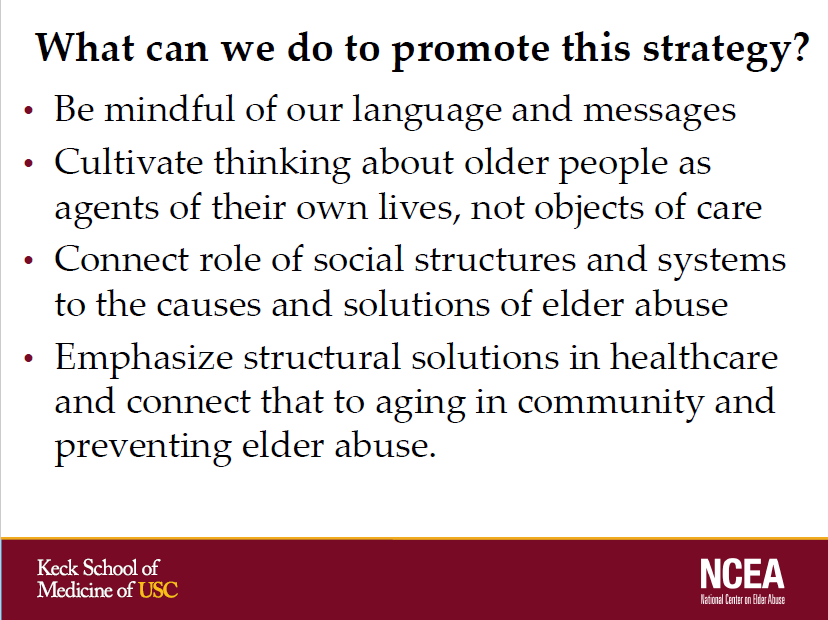 What can we do to promote this strategy?
• Be mindful of our language and messages
• Cultivate thinking about older people as
agents of their own lives, not objects of care
• Connect role of social structures and systems
to the causes and solutions of elder abuse
• Emphasize structural solutions in healthcare
and connect that to aging in community and
preventing elder abuse.
Keck School of
Medicine of USC
NCEA
National Center on Elder Abuse